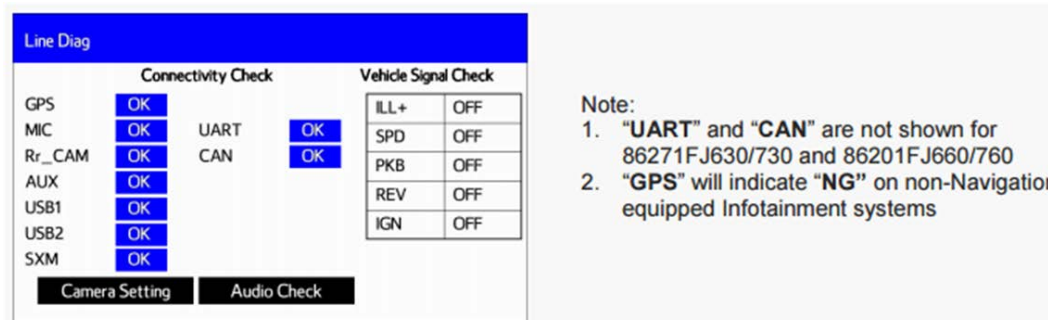 Line Diag
Connectivity Check
Vehicle Signal Check
GPS OK
MIC OK UART OK
Rr_CAM OK CAN OK
AUX OK
USB1 OK
USB2 OK
SXM OK
ILL+ OFF
SPD OFF
PKB OFF
REV OFF
IGN OFF
Camera Setting
Audio Check
Note:
1. “UART” and “CAN” are not shown for
86271FJ630/730 and 86201FJ660/760
2. “GPS” will indicate “NG” on non-Navigation
equipped Infotainment systems